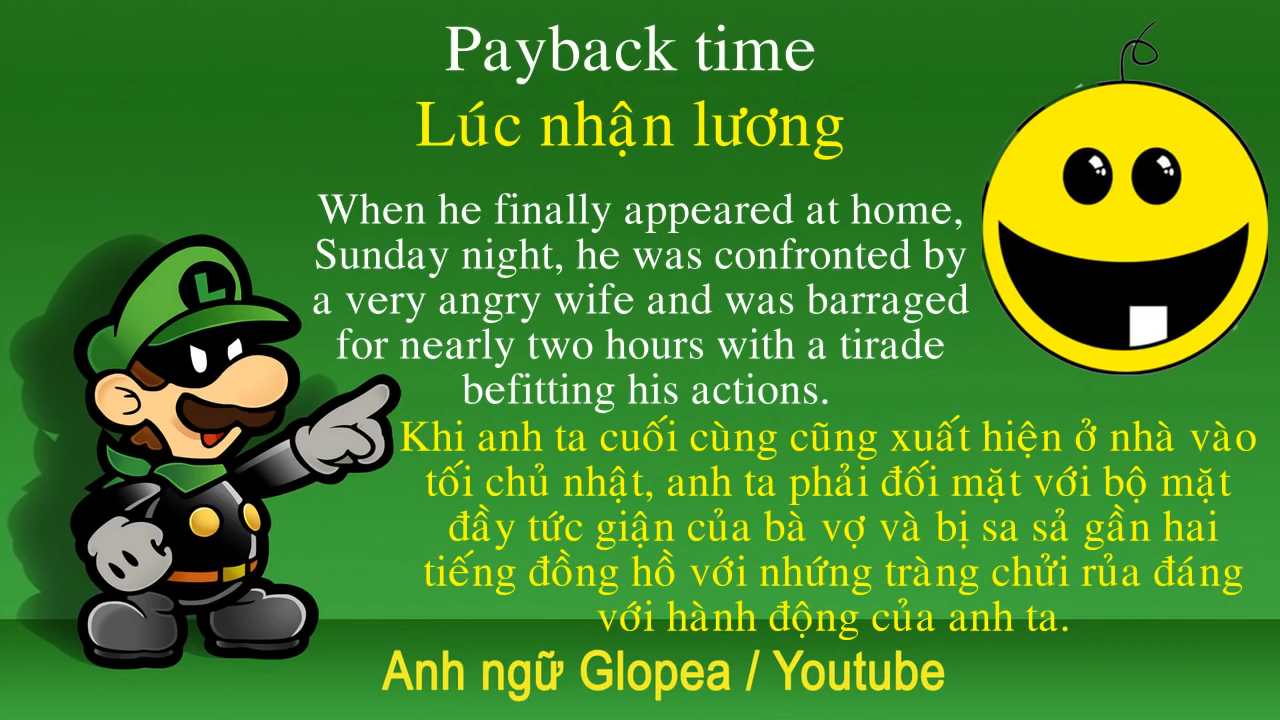 Payback time
Lúc nhận lương
When he finally appeared at home,
Sunday night, he was confronted by
a very angry wife and was barraged
for nearly two hours with a tirade
befitting his actions.
Khi anh ta cuối cùng cũng xuất hiện ở nhà vào
tối chủ nhật, anh ta phải đối mặt với bộ mặt
đầy tức giận của bà vợ và bị sa sả gần hai
tiếng đồng hồ với những tràng chửi rủa đáng
với hành động của anh ta.
Anh ngữ Glopea / Youtube
L